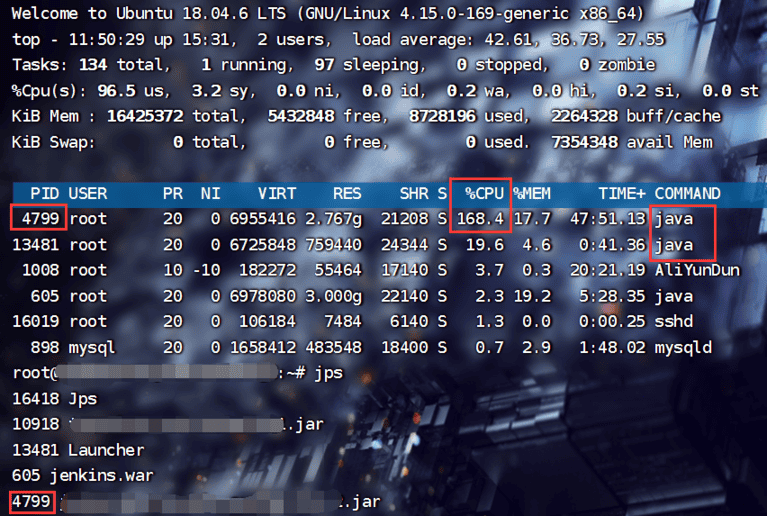 Welcome to Ubuntu 18.04.6 LTS (GNU/Linux 4.15.0-169-generic x86_64)
top - 11:50:29 up 15:31,  2 users,  load average: 42.61, 36.73, 27.55
Tasks: 134 total,   1 running,  97 sleeping,   0 stopped,   0 zombie
%Cpu(s): 96.5 us,  3.2 sy,  0.0 ni,  0.0 id,  0.2 wa,  0.0 hi,  0.2 si,  0.0 st
KiB Mem : 16425372 total,  5432848 free,  8728196 used,  2264328 buff/cache
KiB Swap:        0 total,        0 free,        0 used.  7354348 avail Mem
PID USER      PR  NI    VIRT    RES    SHR S  %CPU %MEM     TIME+ COMMAND
4799 root      20   0 6955416 2.767g  21208 S 168.4 17.7  47:51.13 java
13481 root      20   0 6725848 759440  24344 S  19.6  4.6   0:41.36 java
1008 root      10 -10  182272  55464  17140 S   3.7  0.3  20:21.19 AliYunDun
605 root      20   0 6978080 3.000g  22140 S   2.3 19.2   5:28.35 java
16019 root      20   0  106184   7484   6140 S   1.3  0.0   0:00.25 sshd
898 mysql     20   0 1658412 483548  18400 S   0.7  2.9   1:48.02 mysqld
root@ :~# jps
16418 Jps
10918 .jar
13481 Launcher
605 jenkins.war
4799 .jar